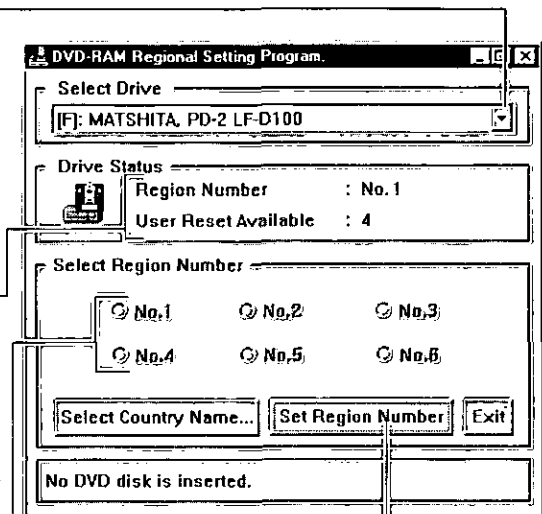 DVD-RAM Regional Setting Program.
Select Drive
[F]: MATSHITA, PD-2 LF-D100
Drive Status
Region Number : No. 1
User Reset Available : 4
Select Region Number
No.1 No.2 No.3
No.4 No.5 No.6
Select Country Name... Set Region Number Exit
No DVD disk is inserted.